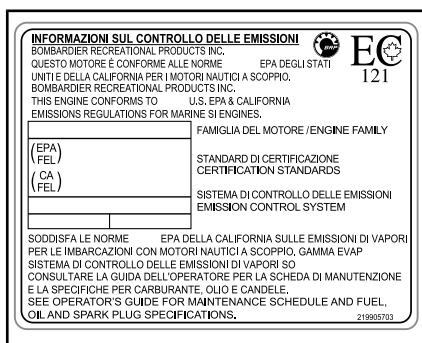 INFORMAZIONI SUL CONTROLLO DELLE EMISSIONI
BRP
EC
121
BOMBARDIER RECREATIONAL PRODUCTS INC.
QUESTO MOTORE È CONFORME ALLE NORME EPA DEGLI STATI
UNITI E DELLA CALIFORNIA PER I MOTORI NAUTICI A SCOPPIO.
BOMBARDIER RECREATIONAL PRODUCTS INC.
THIS ENGINE CONFORMS TO U.S. EPA & CALIFORNIA
EMISSIONS REGULATIONS FOR MARINE SI ENGINES.
FAMIGLIA DEL MOTORE / ENGINE FAMILY
(EPA FEL)
(CA FEL)
STANDARD DI CERTIFICAZIONE
CERTIFICATION STANDARDS
SISTEMA DI CONTROLLO DELLE EMISSIONI
EMISSION CONTROL SYSTEM
SODDISFA LE NORME EPA DELLA CALIFORNIA SULLE EMISSIONI DI VAPORI
PER LE IMBARCAZIONI CON MOTORI NAUTICI A SCOPPIO, GAMMA EVAP
SISTEMA DI CONTROLLO DELLE EMISSIONI DI VAPORI SO
CONSULTARE LA GUIDA DELL'OPERATORE PER LA SCHEDA DI MANUTENZIONE
E LA SPECIFICHE PER CARBURANTE, OLIO E CANDELE.
SEE OPERATOR'S GUIDE FOR MAINTENANCE SCHEDULE AND FUEL,
OIL AND SPARK PLUG SPECIFICATIONS.
219905703